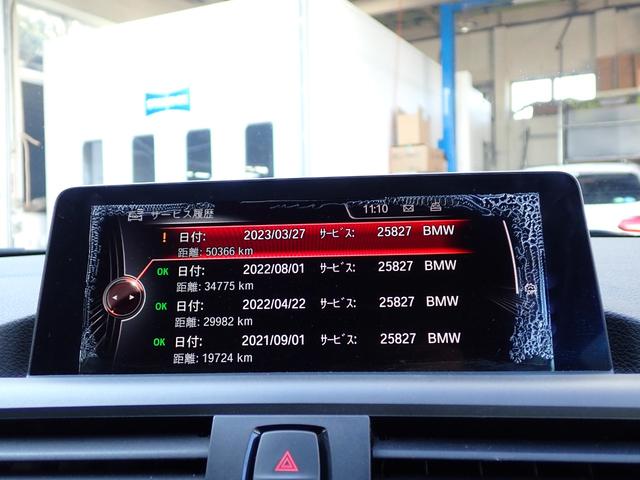 サービス履歴 11:10
! 日付: 2023/03/27 ｻｰﾋﾞｽ: 25827 BMW
距離: 50366 km
OK 日付: 2022/08/01 ｻｰﾋﾞｽ: 25827 BMW
距離: 34775 km
OK 日付: 2022/04/22 ｻｰﾋﾞｽ: 25827 BMW
距離: 29982 km
OK 日付: 2021/09/01 ｻｰﾋﾞｽ: 25827 BMW
距離: 19724 km